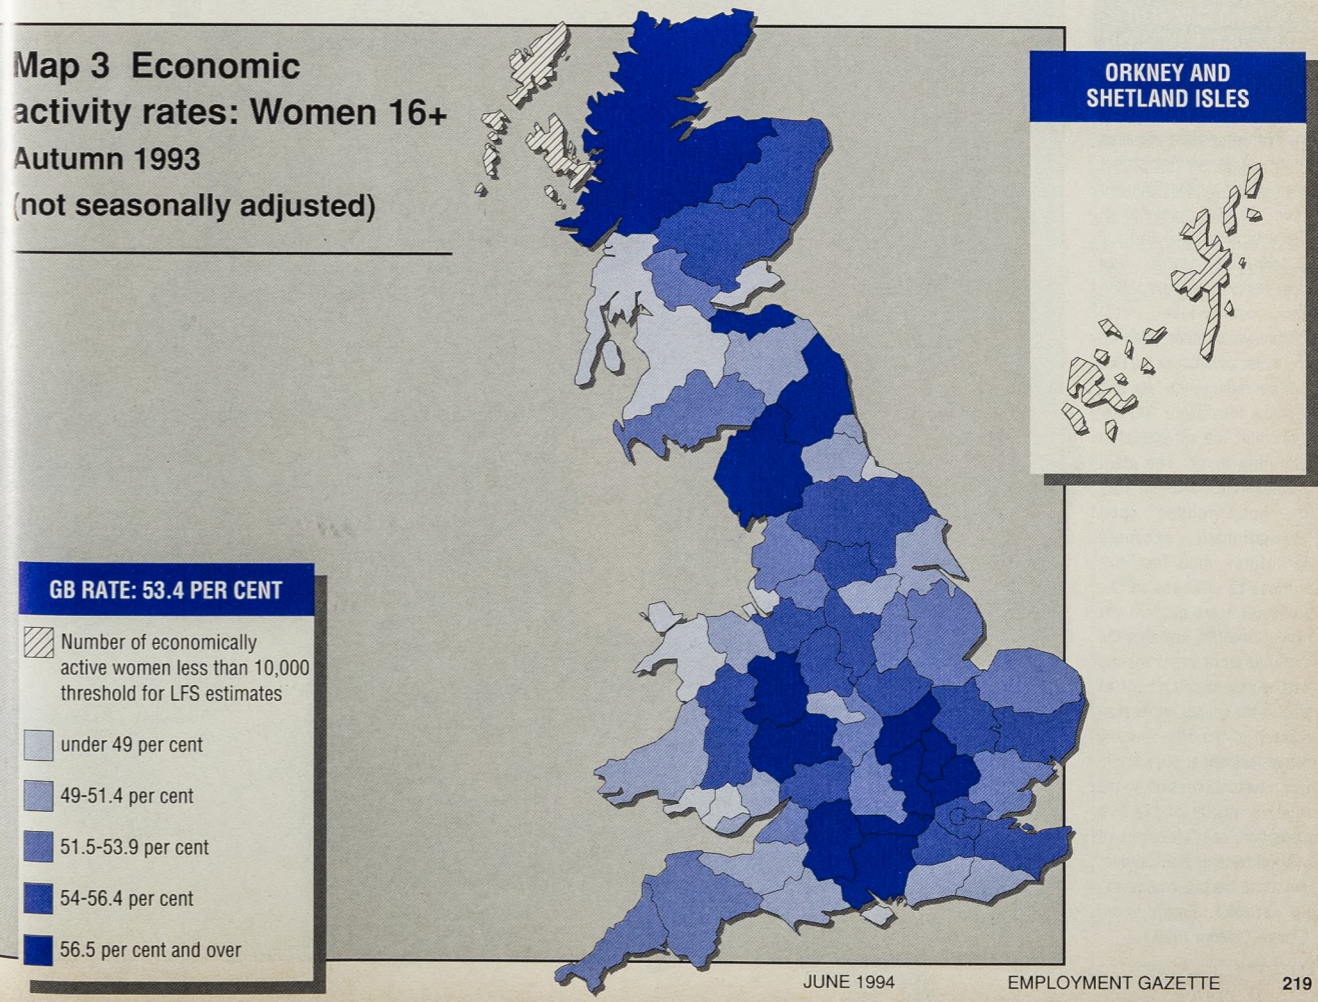 Map 3 Economic
activity rates: Women 16+
Autumn 1993
(not seasonally adjusted)
ORKNEY AND
SHETLAND ISLES
GB RATE: 53.4 PER CENT
Number of economically
active women less than 10,000
threshold for LFS estimates
under 49 per cent
49-51.4 per cent
51.5-53.9 per cent
54-56.4 per cent
56.5 per cent and over
JUNE 1994 EMPLOYMENT GAZETTE 219